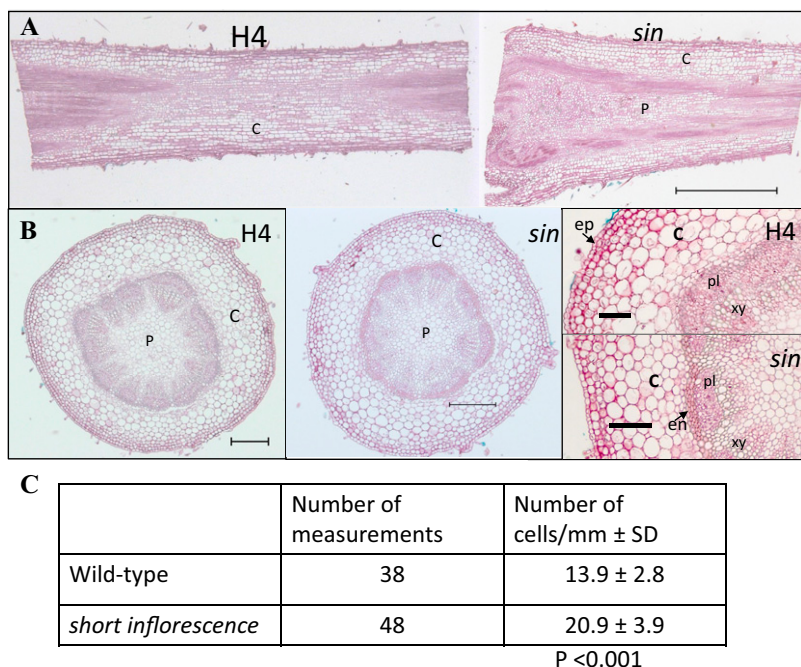 A
H4
C
sin
C
P
B
H4
C
P
sin
C
P
ep
C
H4
pl
xy
sin
C
pl
en
xy
C
Number of measurements
Number of cells/mm ± SD
Wild-type
38
13.9 ± 2.8
short inflorescence
48
20.9 ± 3.9
P <0.001